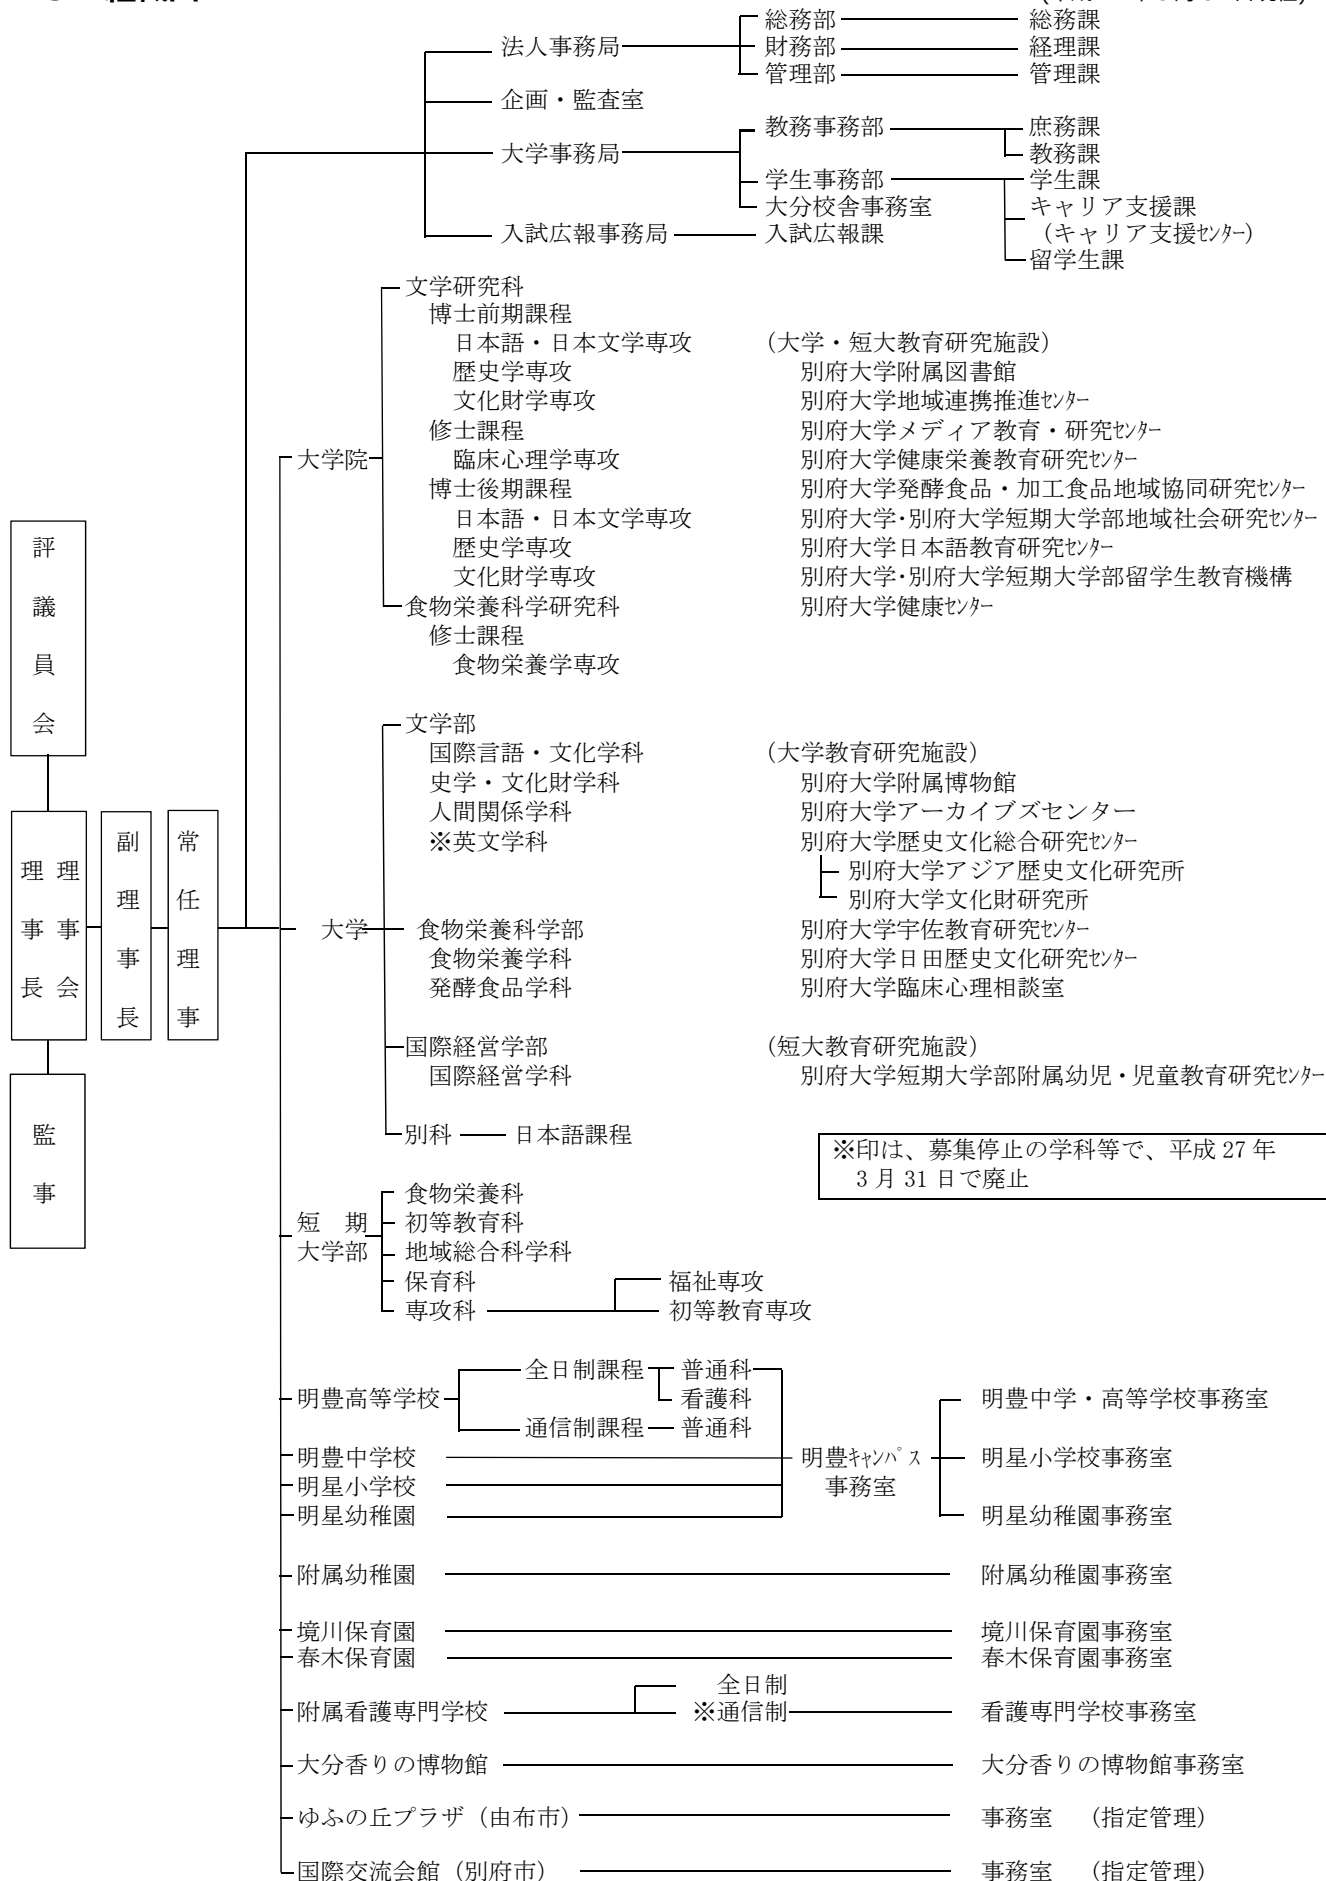 総務部 総務課
法人事務局 財務部 経理課
管理部 管理課
企画・監査室
教務事務部 庶務課
大学事務局 教務課
学生事務部 学生課
大分校舎事務室 キャリア支援課
入試広報事務局 入試広報課 (キャリア支援ｾﾝﾀｰ)
留学生課
文学研究科
博士前期課程
日本語・日本文学専攻
歴史学専攻
文化財学専攻
修士課程
大学院
臨床心理学専攻
博士後期課程
日本語・日本文学専攻
歴史学専攻
文化財学専攻
食物栄養科学研究科
修士課程
食物栄養学専攻
(大学・短大教育研究施設)
別府大学附属図書館
別府大学地域連携推進ｾﾝﾀｰ
別府大学メディア教育・研究ｾﾝﾀｰ
別府大学健康栄養教育研究ｾﾝﾀｰ
別府大学発酵食品・加工食品地域協同研究ｾﾝﾀｰ
別府大学･別府大学短期大学部地域社会研究ｾﾝﾀｰ
別府大学日本語教育研究ｾﾝﾀｰ
別府大学･別府大学短期大学部留学生教育機構
別府大学健康ｾﾝﾀｰ
評議員会
理事会
理事長
副理事長
常任理事
監事
文学部
国際言語・文化学科
史学・文化財学科
人間関係学科
※英文学科
大学
食物栄養科学部
食物栄養学科
発酵食品学科
国際経営学部
国際経営学科
別科 日本語課程
(大学教育研究施設)
別府大学附属博物館
別府大学アーカイブズセンター
別府大学歴史文化総合研究ｾﾝﾀｰ
別府大学アジア歴史文化研究所
別府大学文化財研究所
別府大学宇佐教育研究ｾﾝﾀｰ
別府大学日田歴史文化研究ｾﾝﾀｰ
別府大学臨床心理相談室
(短大教育研究施設)
別府大学短期大学部附属幼児・児童教育研究ｾﾝﾀｰ
※印は、募集停止の学科等で、平成 27 年
3 月 31 日で廃止
食物栄養科
短 期 初等教育科
大学部 地域総合科学科
保育科 福祉専攻
専攻科 初等教育専攻
全日制課程 普通科
明豊高等学校 看護科 明豊中学・高等学校事務室
通信制課程 普通科
明豊中学校 明豊ｷｬﾝﾊﾟｽ 明星小学校事務室
明星小学校 事務室
明星幼稚園 明星幼稚園事務室
附属幼稚園 附属幼稚園事務室
境川保育園 境川保育園事務室
春木保育園 春木保育園事務室
全日制
附属看護専門学校 ※通信制 看護専門学校事務室
大分香りの博物館 大分香りの博物館事務室
ゆふの丘プラザ (由布市) 事務室 (指定管理)
国際交流会館 (別府市) 事務室 (指定管理)